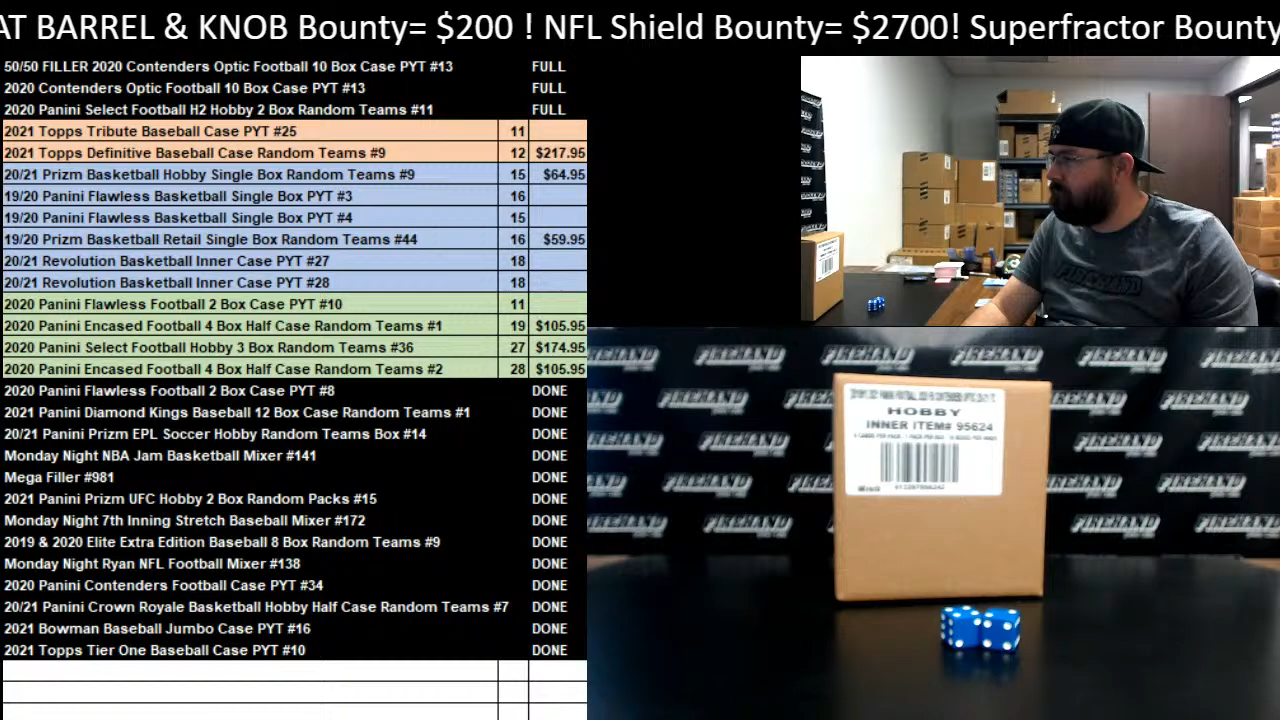 AT BARREL & KNOB Bounty= $200 ! NFL Shield Bounty= $2700! Superfractor Bounty
50/50 FILLER 2020 Contenders Optic Football 10 Box Case PYT #13 FULL
2020 Contenders Optic Football 10 Box Case PYT #13 FULL
2020 Panini Select Football H2 Hobby 2 Box Random Teams #11 FULL
2021 Topps Tribute Baseball Case PYT #25 11
2021 Topps Definitive Baseball Case Random Teams #9 12 $217.95
20/21 Prizm Basketball Hobby Single Box Random Teams #9 15 $64.95
19/20 Panini Flawless Basketball Single Box PYT #3 16
19/20 Panini Flawless Basketball Single Box PYT #4 15
19/20 Prizm Basketball Retail Single Box Random Teams #44 16 $59.95
20/21 Revolution Basketball Inner Case PYT #27 18
20/21 Revolution Basketball Inner Case PYT #28 18
2020 Panini Flawless Football 2 Box Case PYT #10 11
2020 Panini Encased Football 4 Box Half Case Random Teams #1 19 $105.95
2020 Panini Select Football Hobby 3 Box Random Teams #36 27 $174.95
2020 Panini Encased Football 4 Box Half Case Random Teams #2 28 $105.95
2020 Panini Flawless Football 2 Box Case PYT #8 DONE
2021 Panini Diamond Kings Baseball 12 Box Case Random Teams #1 DONE
20/21 Panini Prizm EPL Soccer Hobby Random Teams Box #14 DONE
Monday Night NBA Jam Basketball Mixer #141 DONE
Mega Filler #981 DONE
2021 Panini Prizm UFC Hobby 2 Box Random Packs #15 DONE
Monday Night 7th Inning Stretch Baseball Mixer #172 DONE
2019 & 2020 Elite Extra Edition Baseball 8 Box Random Teams #9 DONE
Monday Night Ryan NFL Football Mixer #138 DONE
2020 Panini Contenders Football Case PYT #34 DONE
20/21 Panini Crown Royale Basketball Hobby Half Case Random Teams #7 DONE
2021 Bowman Baseball Jumbo Case PYT #16 DONE
2021 Topps Tier One Baseball Case PYT #10 DONE
FIREHAND
FIREHAND
HOBBY
INNER ITEM# 95624